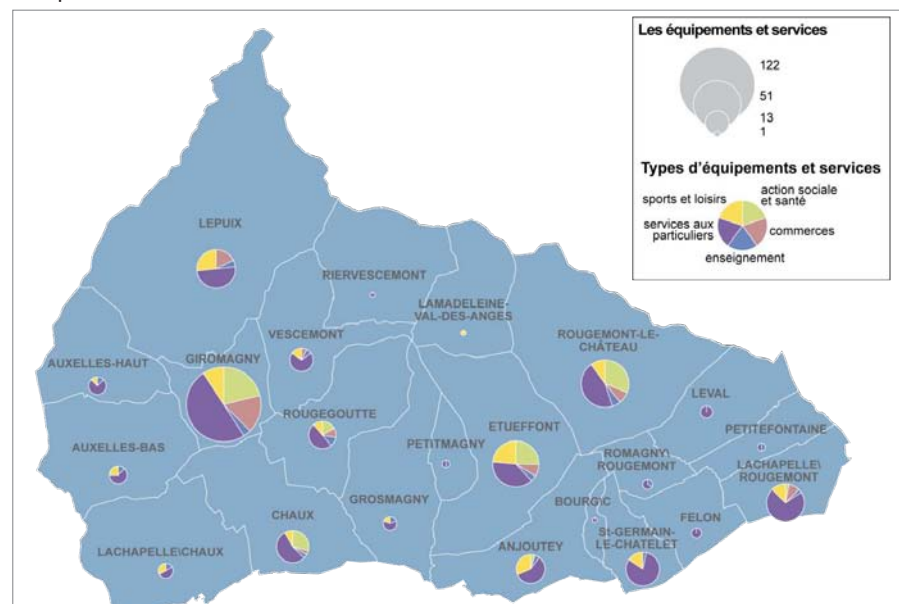 Les équipements et services
122
51
13
1
Types d'équipements et services
sports et loisirs
action sociale
et santé
services aux
particuliers
commerces
enseignement
LEPUIX
RIERVESCEMONT
LAMADELEINE-
VAL-DES-ANGES
VESCEMONT
ROUGEMONT-LE-
CHÂTEAU
AUXELLES-HAUT
GIROMAGNY
LEVAL
ROUGEGOUTTE
ETUEFFONT
PETITEFONTAINE
AUXELLES-BAS
PETITMAGNY
ROMAGNY\
ROUGEMONT
LACHAPELLE\
ROUGEMONT
GROSMAGNY
BOURG\C
CHAUX
FELON
St-GERMAIN-
LE-CHATELET
LACHAPELLE\CHAUX
ANJOUTEY